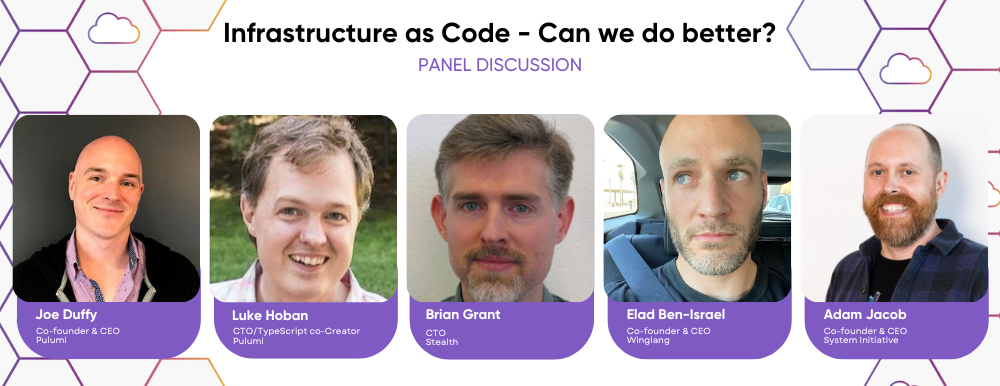 Infrastructure as Code - Can we do better?
PANEL DISCUSSION
Joe Duffy
Co-founder & CEO
Pulumi
Luke Hoban
CTO/TypeScript co-Creator
Pulumi
Brian Grant
CTO
Stealth
Elad Ben-Israel
Co-founder & CEO
Winglang
Adam Jacob
Co-founder & CEO
System Initiative